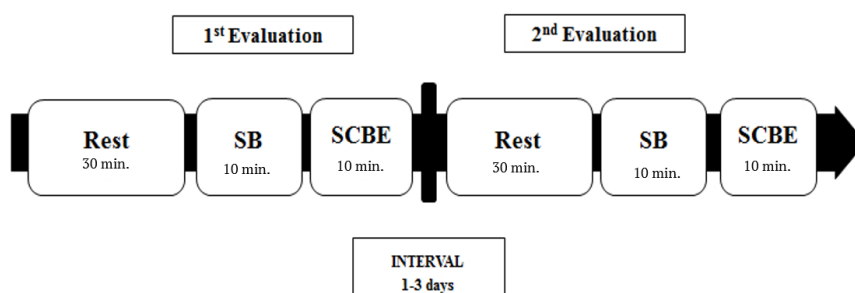 1st Evaluation
2nd Evaluation
Rest
30 min.
SB
10 min.
SCBE
10 min.
Rest
30 min.
SB
10 min.
SCBE
10 min.
INTERVAL
1-3 days